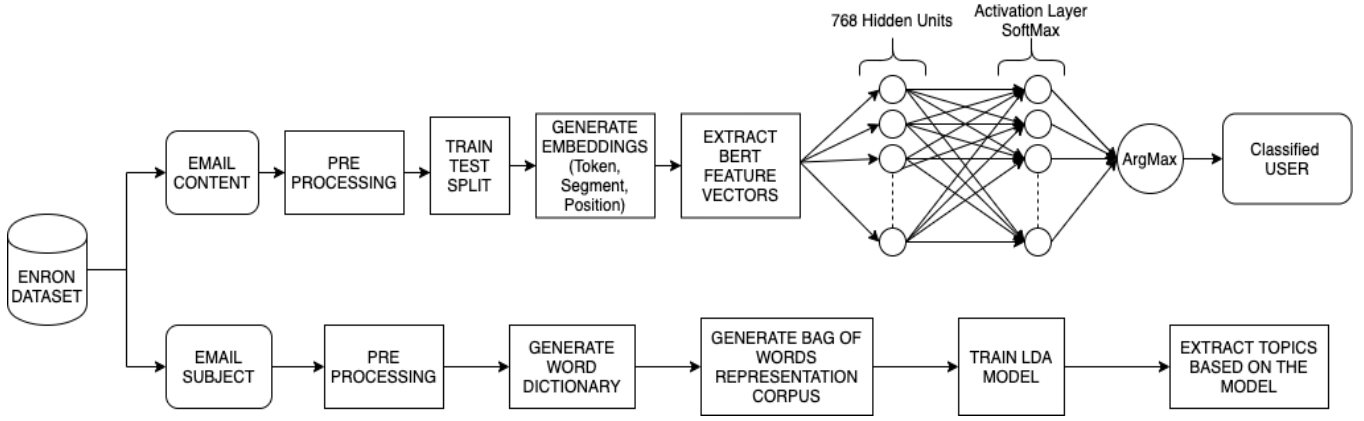 768 Hidden Units
Activation Layer
SoftMax
EMAIL
CONTENT
PRE
PROCESSING
TRAIN
TEST
SPLIT
GENERATE
EMBEDDINGS
(Token,
Segment,
Position)
EXTRACT
BERT
FEATURE
VECTORS
ArgMax
Classified
USER
ENRON
DATASET
EMAIL
SUBJECT
PRE
PROCESSING
GENERATE
WORD
DICTIONARY
GENERATE BAG OF
WORDS
REPRESENTATION
CORPUS
TRAIN LDA
MODEL
EXTRACT TOPICS
BASED ON THE
MODEL